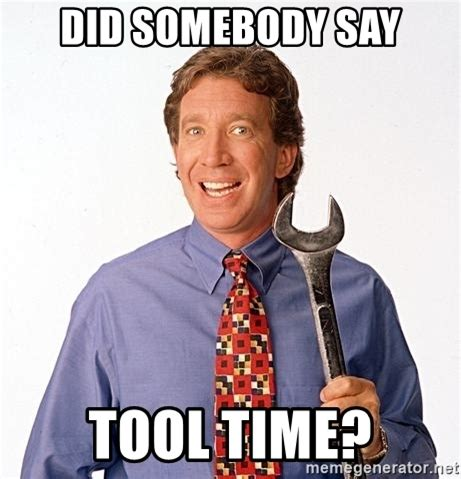 DID SOMEBODY SAY
TOOL TIME?
memegenerator.net